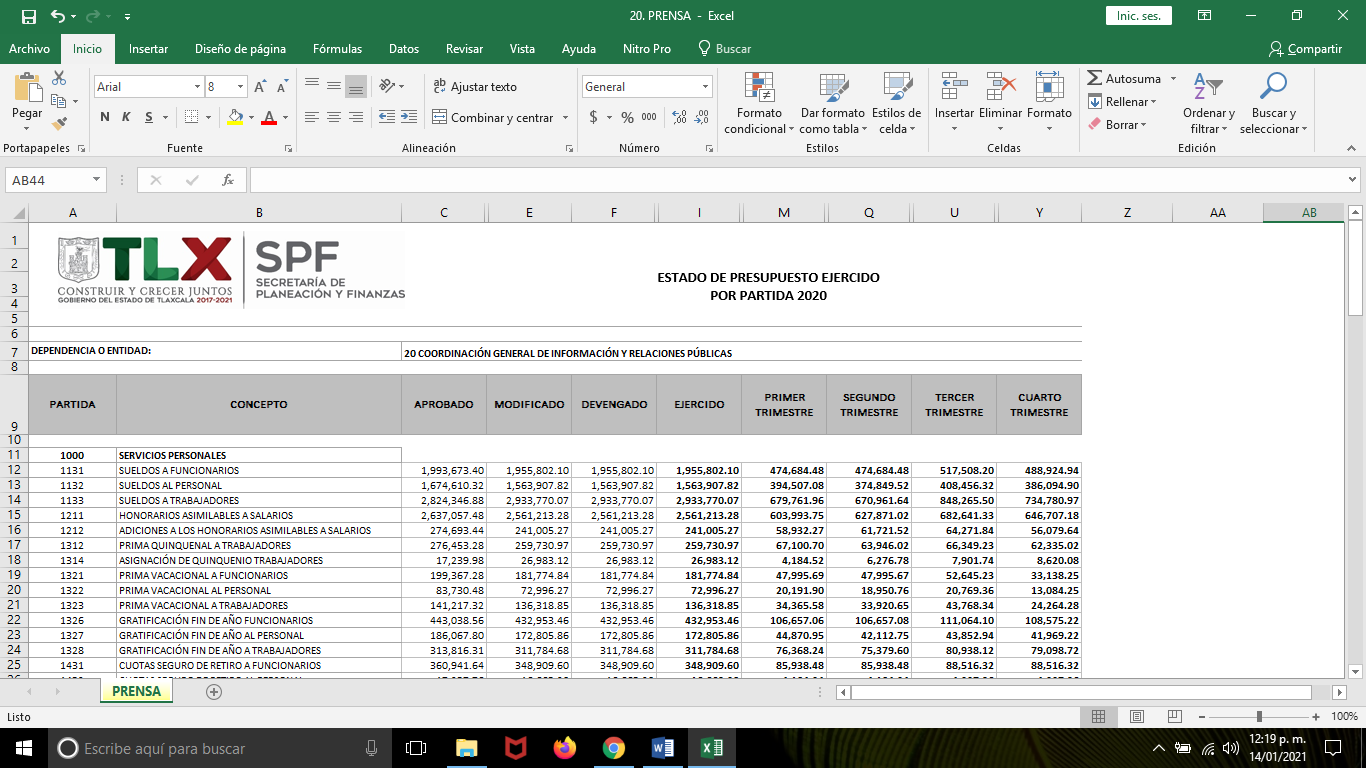 20. PRENSA - Excel
Inic. ses.
Archivo Inicio Insertar Diseño de página Fórmulas Datos Revisar Vista Ayuda Nitro Pro Buscar Compartir
Pegar
Arial 8
N K S
Ajustar texto
Combinar y centrar
General
$ % 000
Formato condicional
Dar formato como tabla
Estilos de celda
Insertar Eliminar Formato
Autosuma
Rellenar
Borrar
Ordenar y filtrar
Buscar y seleccionar
Portapapeles Fuente Alineación Número Estilos Celdas Edición
AB44 fx
A B C E F I M Q U Y Z AA AB
TLX
CONSTRUIR Y CRECER JUNTOS
GOBIERNO DEL ESTADO DE TLAXCALA 2017-2021
SPF
SECRETARÍA DE
PLANEACIÓN Y FINANZAS
ESTADO DE PRESUPUESTO EJERCIDO
POR PARTIDA 2020
1
2
3
4
5
6
7 DEPENDENCIA O ENTIDAD: 20 COORDINACIÓN GENERAL DE INFORMACIÓN Y RELACIONES PÚBLICAS
8
9 PARTIDA CONCEPTO APROBADO MODIFICADO DEVENGADO EJERCIDO PRIMER TRIMESTRE SEGUNDO TRIMESTRE TERCER TRIMESTRE CUARTO TRIMESTRE
10
11 1000 SERVICIOS PERSONALES
12 1131 SUELDOS A FUNCIONARIOS 1,993,673.40 1,955,802.10 1,955,802.10 1,955,802.10 474,684.48 474,684.48 517,508.20 488,924.94
13 1132 SUELDOS AL PERSONAL 1,674,610.32 1,563,907.82 1,563,907.82 1,563,907.82 394,507.08 374,849.52 408,456.32 386,094.90
14 1133 SUELDOS A TRABAJADORES 2,824,346.88 2,933,770.07 2,933,770.07 2,933,770.07 679,761.96 670,961.64 848,265.50 734,780.97
15 1211 HONORARIOS ASIMILABLES A SALARIOS 2,637,057.48 2,561,213.28 2,561,213.28 2,561,213.28 603,993.75 627,871.02 682,641.33 646,707.18
16 1212 ADICIONES A LOS HONORARIOS ASIMILABLES A SALARIOS 274,693.44 241,005.27 241,005.27 241,005.27 58,932.27 61,721.52 64,271.84 56,079.64
17 1312 PRIMA QUINQUENAL A TRABAJADORES 276,453.28 259,730.97 259,730.97 259,730.97 67,100.70 63,946.02 66,349.23 62,335.02
18 1314 ASIGNACIÓN DE QUINQUENIO TRABAJADORES 17,239.98 26,983.12 26,983.12 26,983.12 4,184.52 6,276.78 7,901.74 8,620.08
19 1321 PRIMA VACACIONAL A FUNCIONARIOS 199,367.28 181,774.84 181,774.84 181,774.84 47,995.69 47,995.67 52,645.23 33,138.25
20 1322 PRIMA VACACIONAL AL PERSONAL 83,730.48 72,996.27 72,996.27 72,996.27 20,191.90 18,950.76 20,769.36 13,084.25
21 1323 PRIMA VACACIONAL A TRABAJADORES 141,217.32 136,318.85 136,318.85 136,318.85 34,365.58 33,920.65 43,768.34 24,264.28
22 1326 GRATIFICACIÓN FIN DE AÑO FUNCIONARIOS 443,038.56 432,953.46 432,953.46 432,953.46 106,657.06 106,657.08 111,064.10 108,575.22
23 1327 GRATIFICACIÓN FIN DE AÑO AL PERSONAL 186,067.80 172,805.86 172,805.86 172,805.86 44,870.95 42,112.75 43,852.94 41,969.22
24 1328 GRATIFICACIÓN FIN DE AÑO A TRABAJADORES 313,816.31 311,784.68 311,784.68 311,784.68 76,368.24 75,379.60 80,938.12 79,098.72
25 1431 CUOTAS SEGURO DE RETIRO A FUNCIONARIOS 360,941.64 348,909.60 348,909.60 348,909.60 85,938.48 85,938.48 88,516.32 88,516.32
PRENSA
Listo 100%
Escribe aquí para buscar
12:19 p. m.
14/01/2021